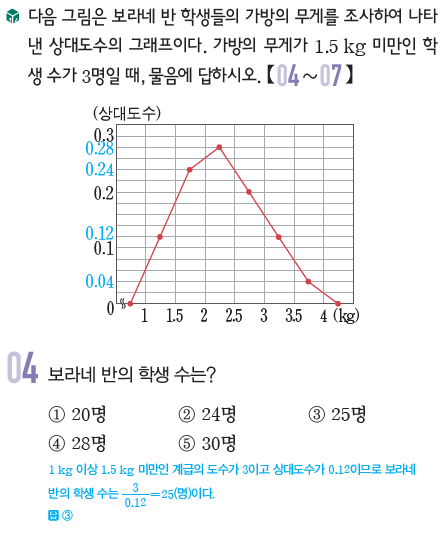 다음 그림은 보라네 반 학생들의 가방의 무게를 조사하여 나타
낸 상대도수의 그래프이다. 가방의 무게가 1.5 kg 미만인 학
생 수가 3명일 때, 물음에 답하시오. 【04~07】
(상대도수)
0.3
0.28
0.24
0.2
0.12
0.1
0.04
0
1 1.5 2 2.5 3 3.5 4 (kg)
04 보라네 반의 학생 수는?
① 20명 ② 24명 ③ 25명
④ 28명 ⑤ 30명
1 kg 이상 1.5 kg 미만인 계급의 도수가 3이고 상대도수가 0.12이므로 보라네
반의 학생 수는 3/0.12=25(명)이다.
답 ③